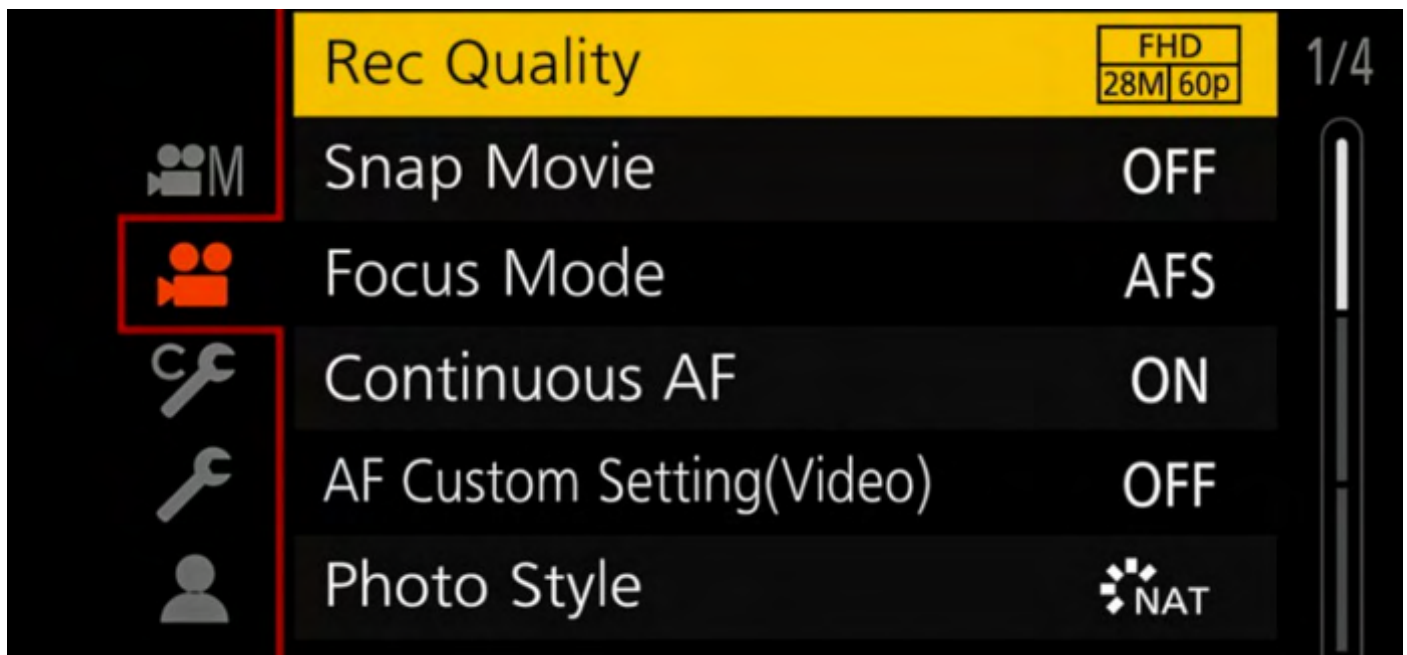 Rec Quality FHD 28M 60p 1/4
M Snap Movie OFF
Focus Mode AFS
C Continuous AF ON
AF Custom Setting(Video) OFF
Photo Style NAT